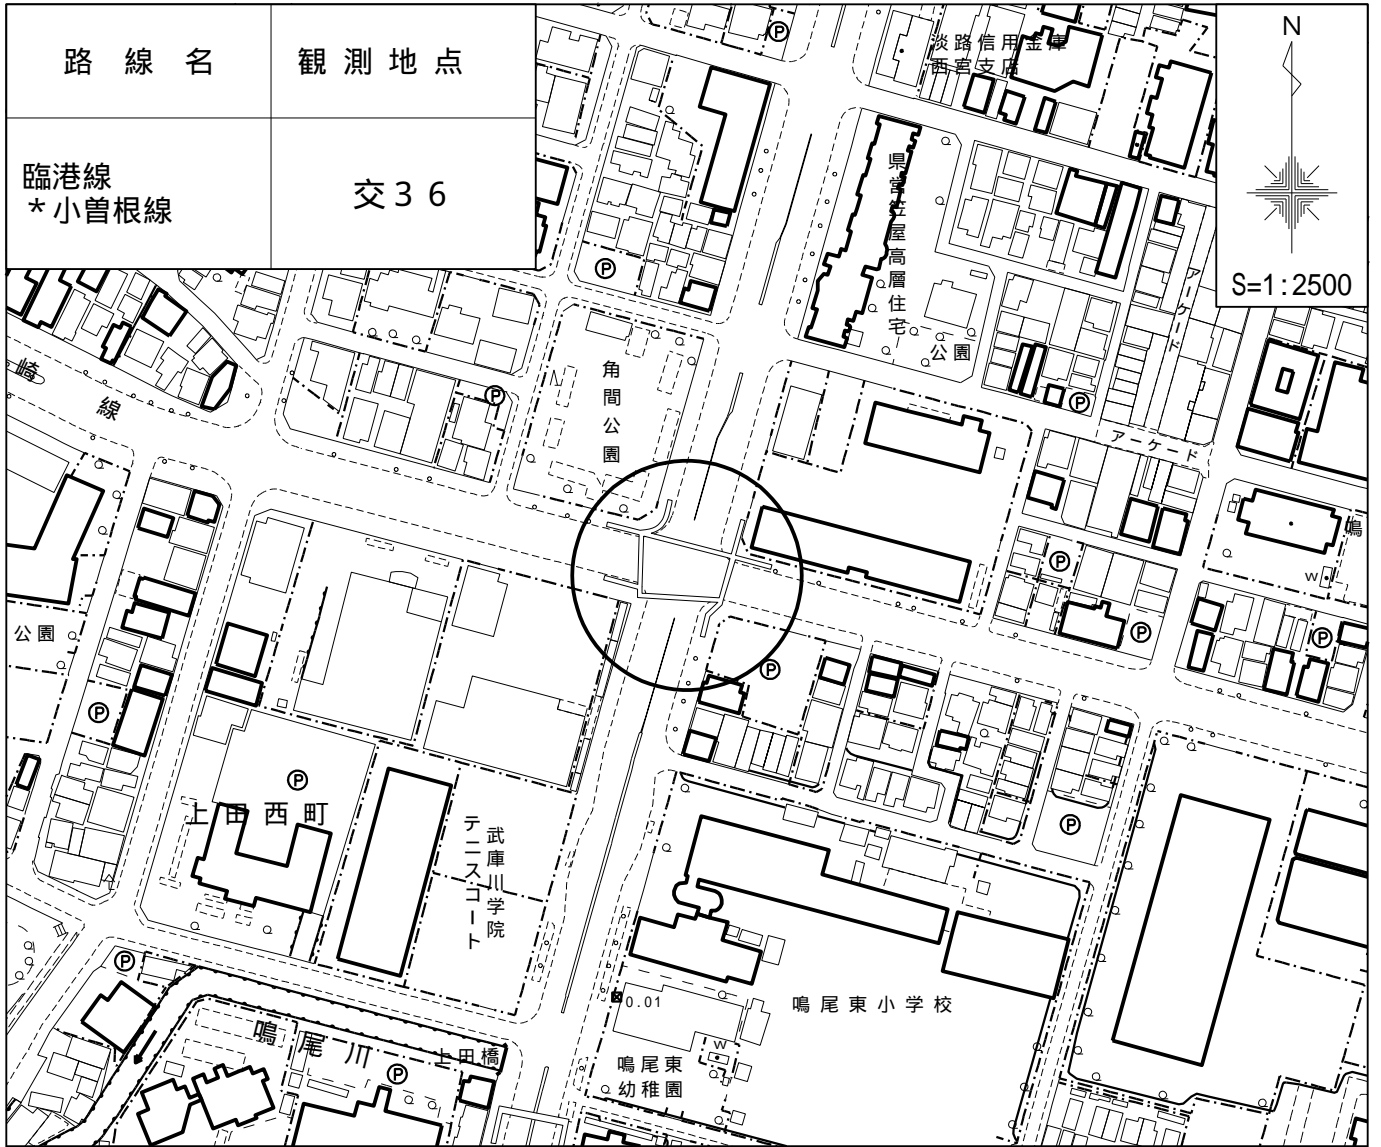 路線名
観測地点
臨港線
*小曽根線
交36
N
S=1:2500
淡路信用金庫
西宮支店
県営笠屋高層住宅
公園
角間公園
アーケード
アーケード
崎線
公園
上田西町
武庫川学院
テニスコート
鳴尾東小学校
0.01
鳴尾東
幼稚園
鳴尾川
上田橋
鳴
W
W
P
P
P
P
P
P
P
P
P
P
P
P
P